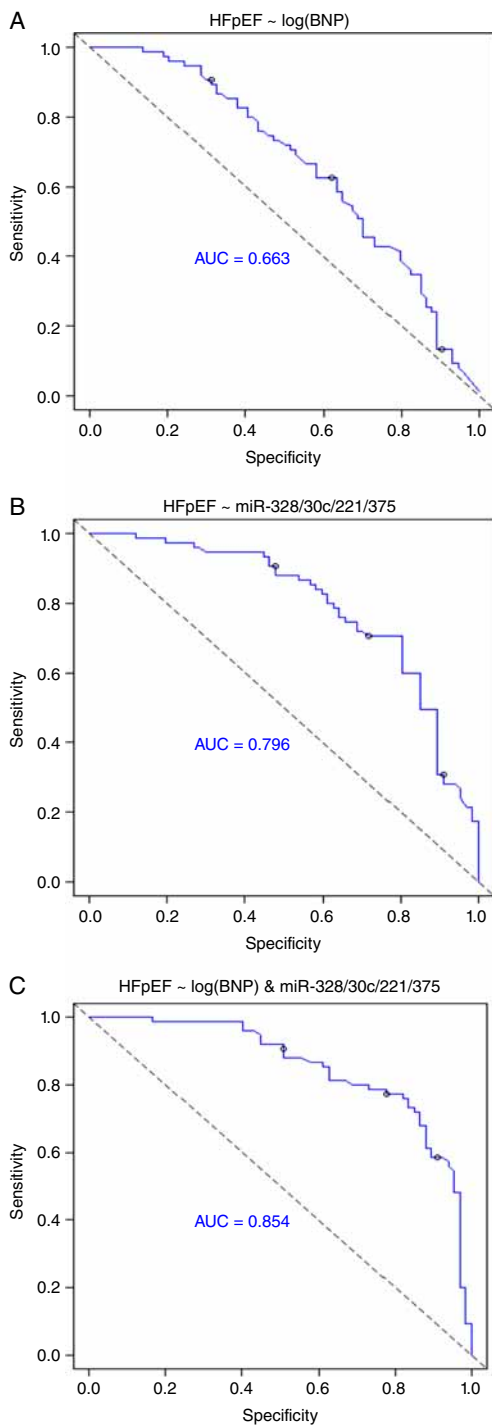 A
HFpEF ~ log(BNP)
1.0
0.8
0.6
0.4
0.2
0.0
Sensitivity
AUC = 0.663
0.0 0.2 0.4 0.6 0.8 1.0
Specificity
B
HFpEF ~ miR-328/30c/221/375
1.0
0.8
0.6
0.4
0.2
0.0
Sensitivity
AUC = 0.796
0.0 0.2 0.4 0.6 0.8 1.0
Specificity
C
HFpEF ~ log(BNP) & miR-328/30c/221/375
1.0
0.8
0.6
0.4
0.2
0.0
Sensitivity
AUC = 0.854
0.0 0.2 0.4 0.6 0.8 1.0
Specificity